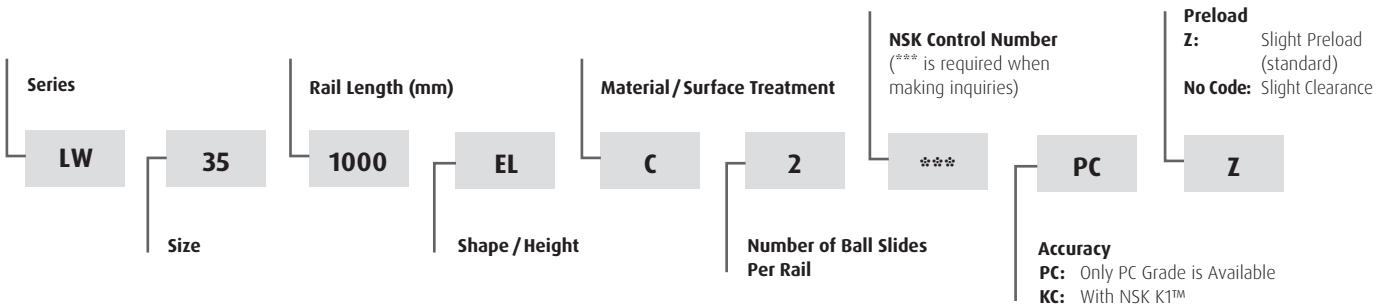 Preload
Z: Slight Preload
(standard)
No Code: Slight Clearance
NSK Control Number
(*** is required when
making inquiries)
Series
Rail Length (mm)
Material / Surface Treatment
LW
35
1000
EL
C
2
***
PC
Z
Size
Shape / Height
Number of Ball Slides
Per Rail
Accuracy
PC: Only PC Grade is Available
KC: With NSK K1™